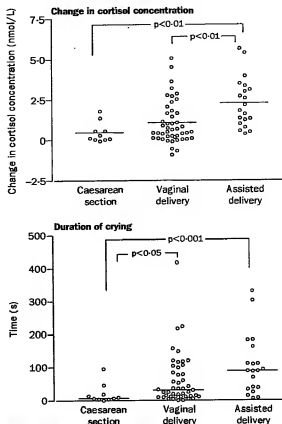 Change in cortisol concentration
Change in cortisol concentration (nmol/L)
7·5
5·0
2·5
0
-2·5
p<0·01
p<0·01
Caesarean section
Vaginal delivery
Assisted delivery
Duration of crying
Time (s)
500
400
300
200
100
0
p<0·001
p<0·05
Caesarean section
Vaginal delivery
Assisted delivery